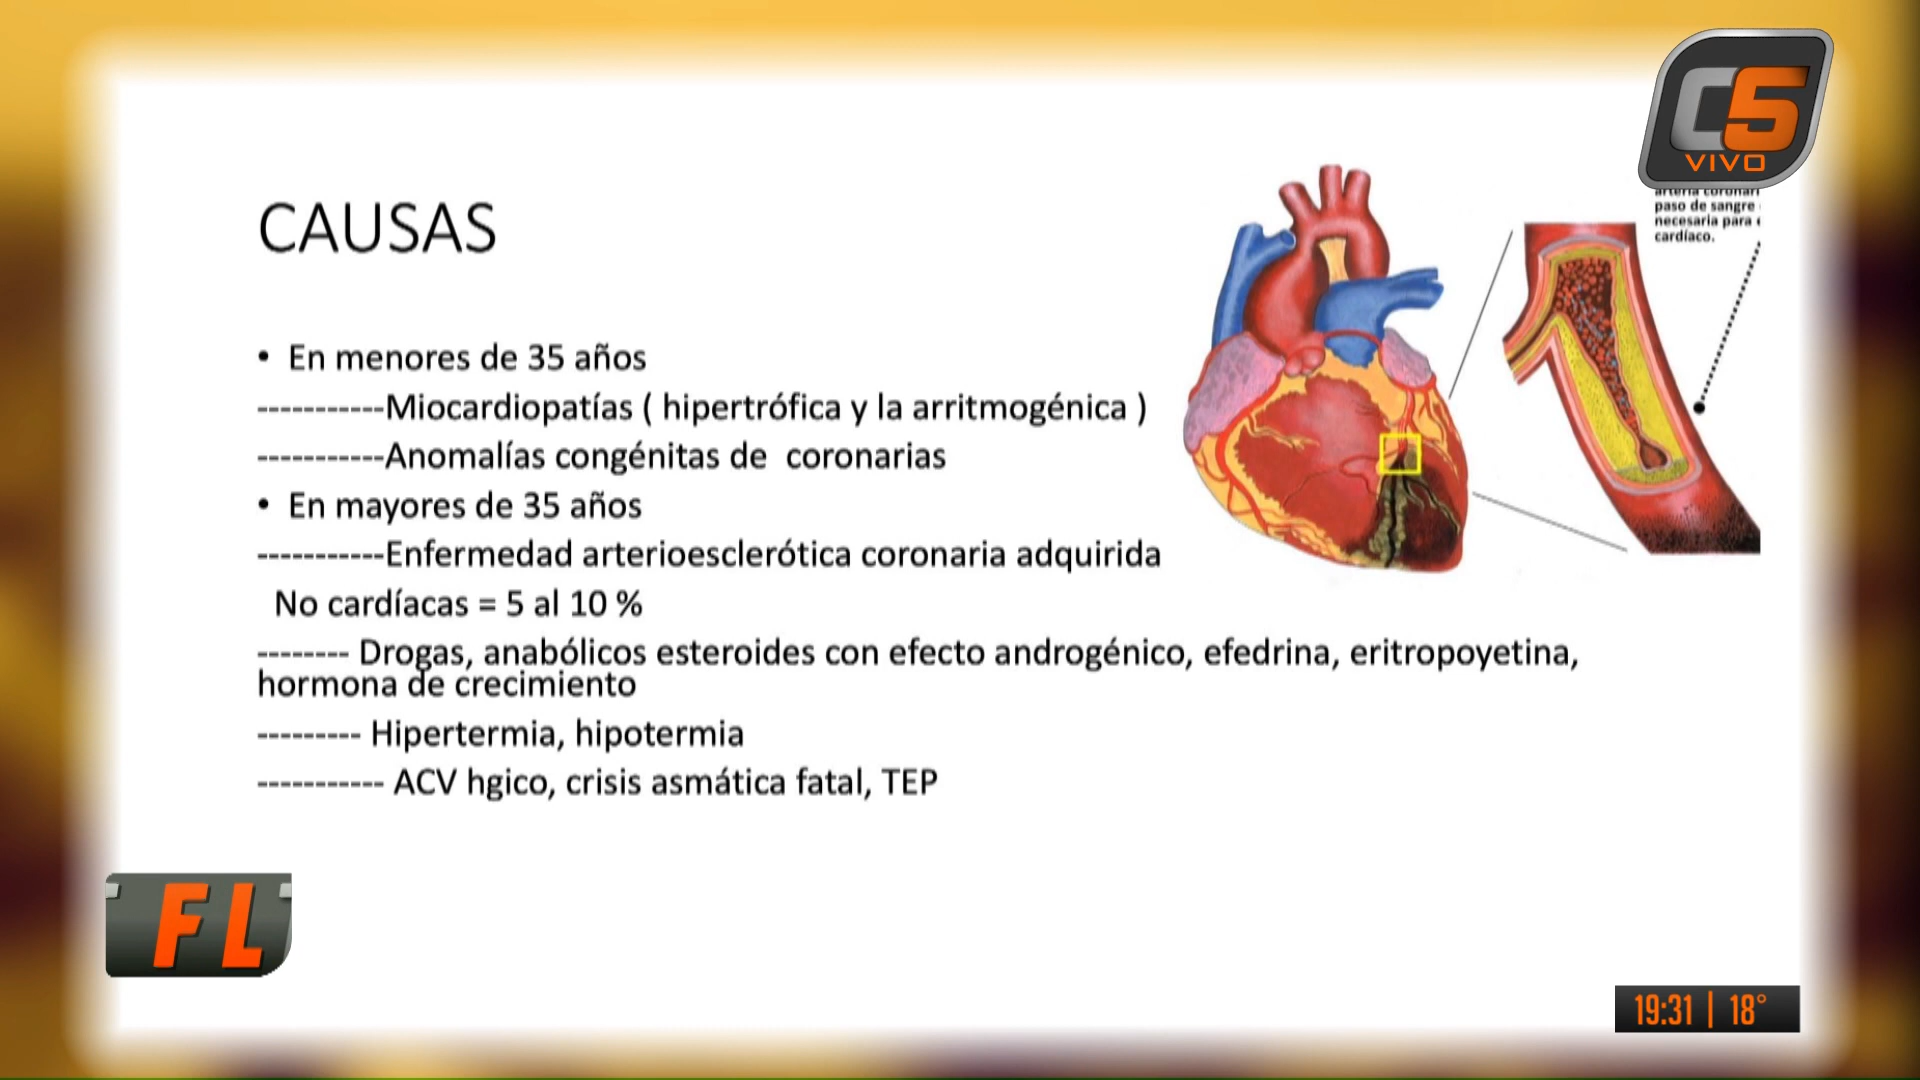 C5
VIVO
arteria coronari
paso de sangre
necesaria para
cardíaco.
CAUSAS
• En menores de 35 años
-----------Miocardiopatías ( hipertrófica y la arritmogénica )
-----------Anomalías congénitas de  coronarias
• En mayores de 35 años
-----------Enfermedad arterioesclerótica coronaria adquirida
No cardíacas = 5 al 10 %
-------- Drogas, anabólicos esteroides con efecto androgénico, efedrina, eritropoyetina,
hormona de crecimiento
--------- Hipertermia, hipotermia
----------- ACV hgico, crisis asmática fatal, TEP
FL
19:31 | 18°